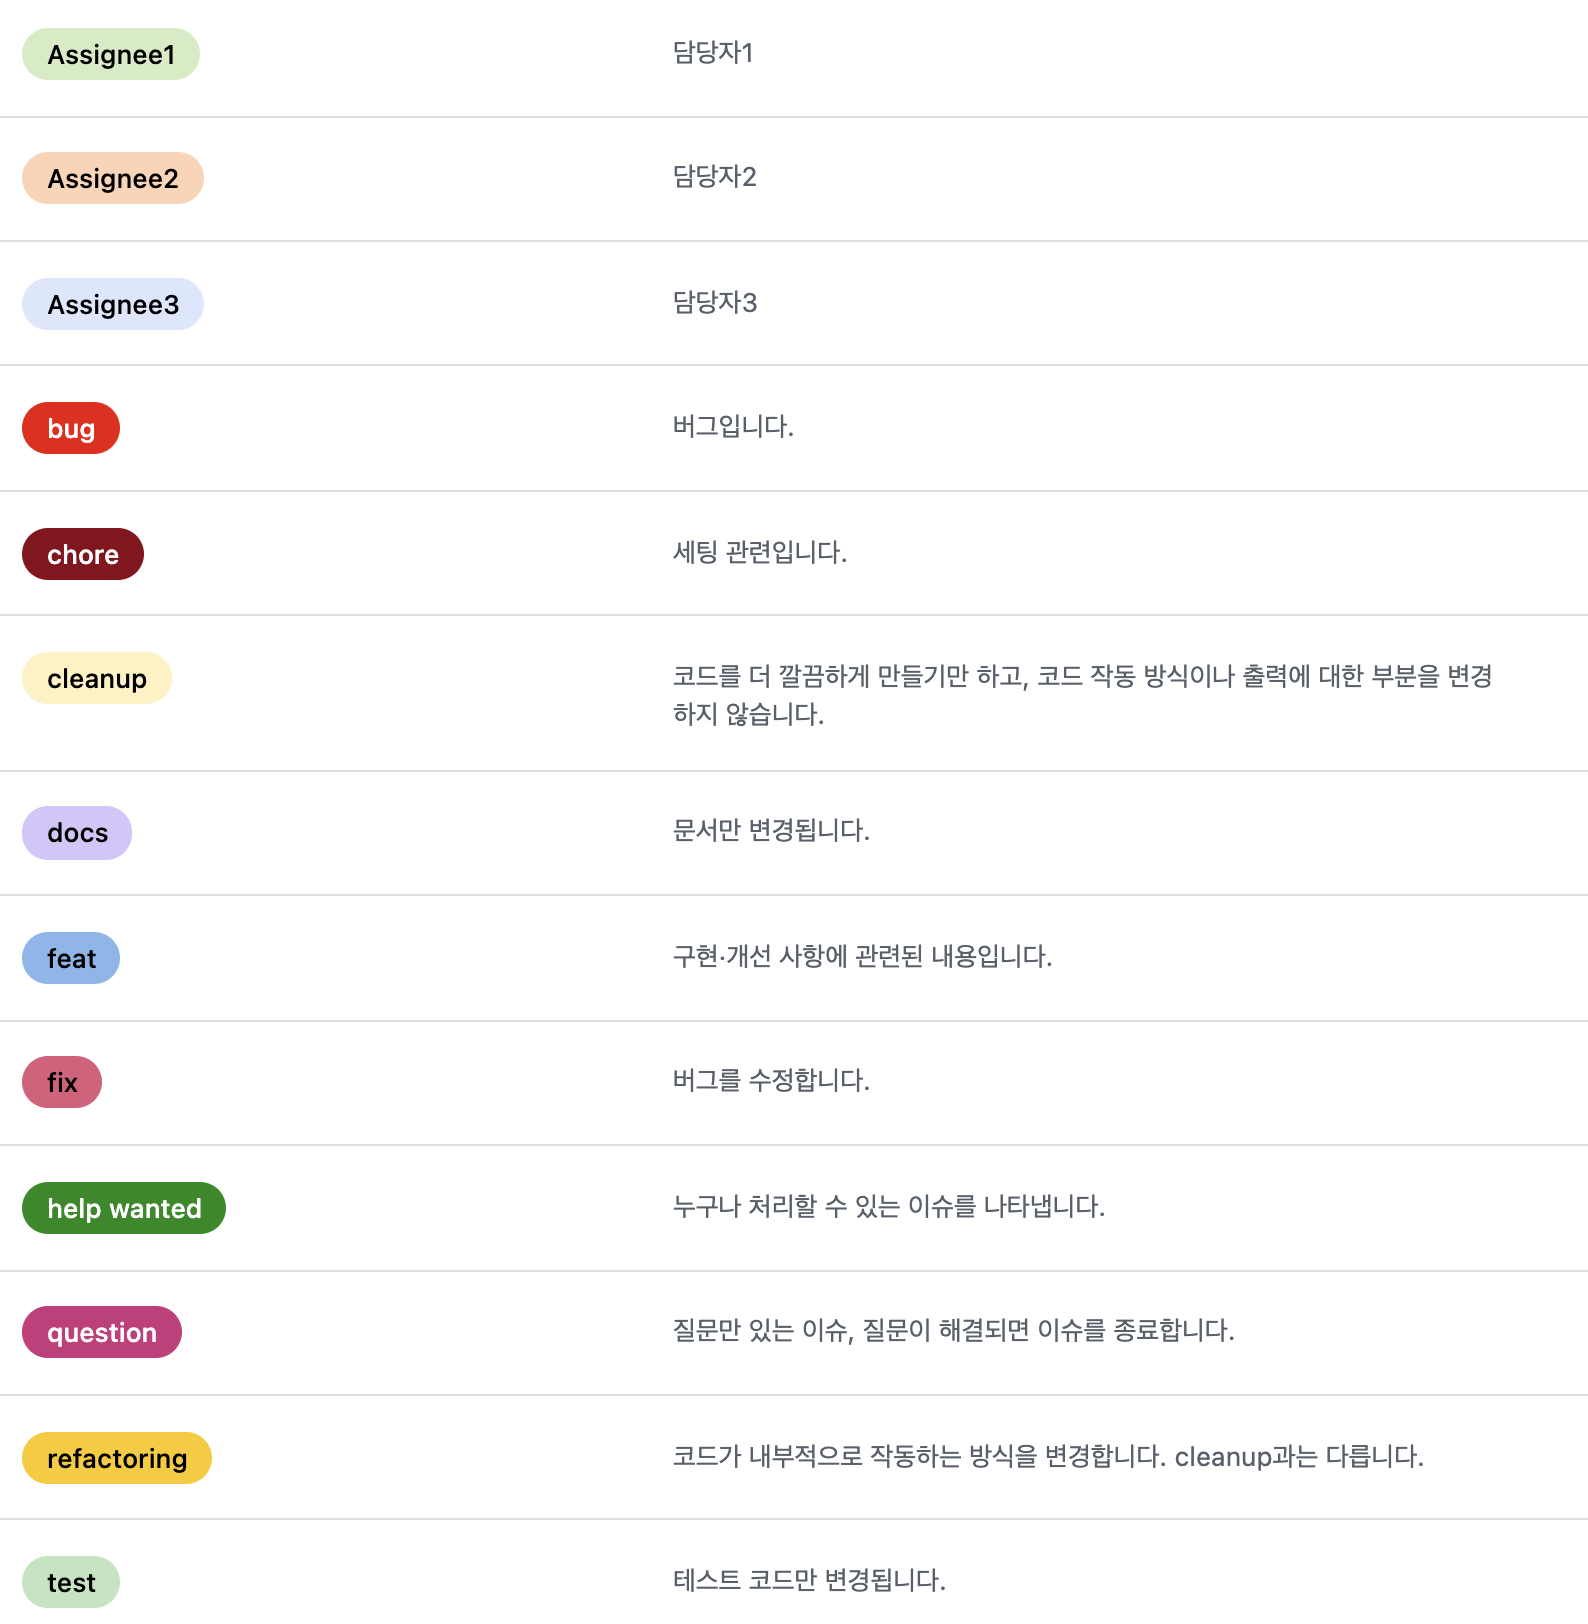 Assignee1 담당자1
Assignee2 담당자2
Assignee3 담당자3
bug 버그입니다.
chore 세팅 관련입니다.
cleanup 코드를 더 깔끔하게 만들기만 하고, 코드 작동 방식이나 출력에 대한 부분을 변경
하지 않습니다.
docs 문서만 변경됩니다.
feat 구현·개선 사항에 관련된 내용입니다.
fix 버그를 수정합니다.
help wanted 누구나 처리할 수 있는 이슈를 나타냅니다.
question 질문만 있는 이슈, 질문이 해결되면 이슈를 종료합니다.
refactoring 코드가 내부적으로 작동하는 방식을 변경합니다. cleanup과는 다릅니다.
test 테스트 코드만 변경됩니다.